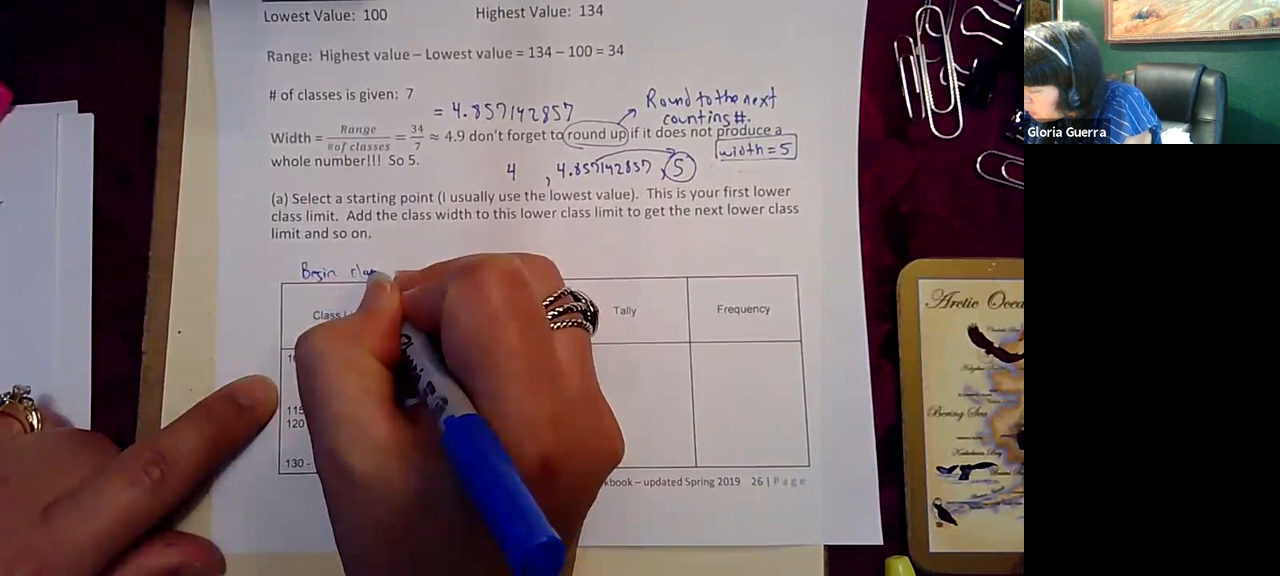 Lowest Value: 100 Highest Value: 134
Range: Highest value – Lowest value = 134 – 100 = 34
Round to the next
# of classes is given: 7
= 4.857142857
counting #.
Width = Range / # of classes = 34 / 7 ≈ 4.9 don't forget to round up if it does not produce a
whole number!!! So 5.
width = 5
4 , 4.857142857 , 5
(a) Select a starting point (I usually use the lowest value). This is your first lower
class limit. Add the class width to this lower class limit to get the next lower class
limit and so on.
Begin clas
Class Tally Frequency
115
120
130 -
kbook – updated Spring 2019 26 | Page
Gloria Guerra
Arctic Ocea
Bering Sea